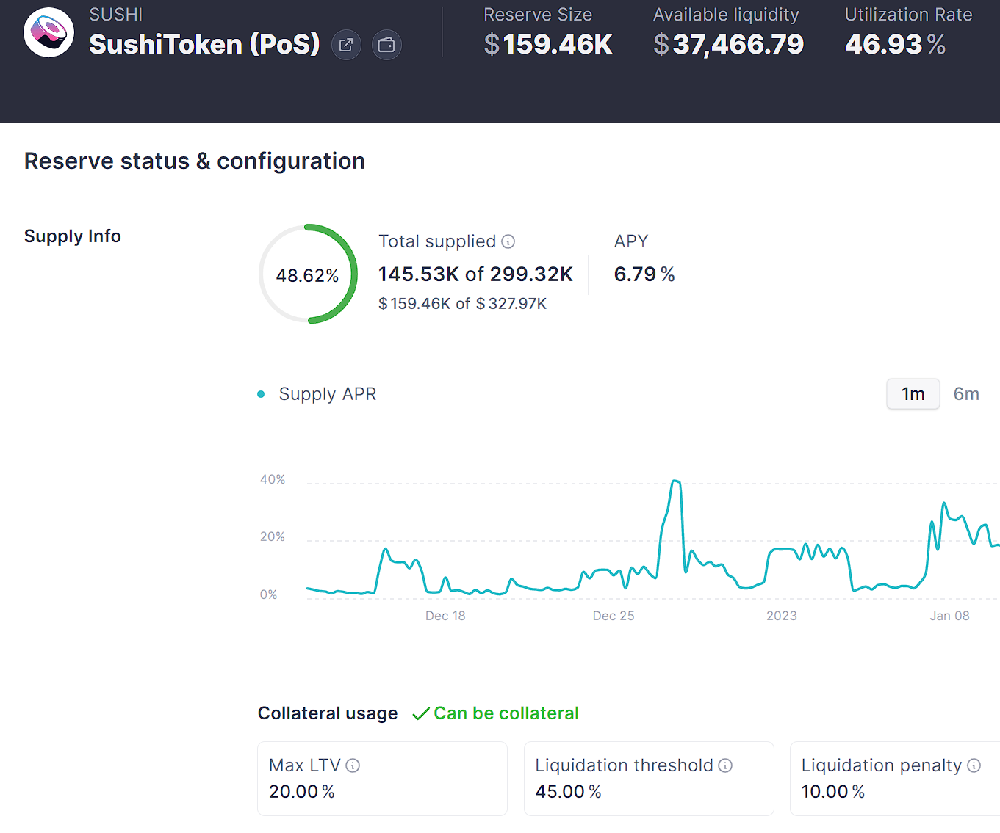 SUSHI
SushiToken (PoS)
Reserve Size
$159.46K
Available liquidity
$37,466.79
Utilization Rate
46.93%
Reserve status & configuration
Supply Info
48.62%
Total supplied
145.53K of 299.32K
$159.46K of $327.97K
APY
6.79%
Supply APR
1m
6m
40%
20%
0%
Dec 18
Dec 25
2023
Jan 08
Collateral usage
Can be collateral
Max LTV
20.00%
Liquidation threshold
45.00%
Liquidation penalty
10.00%